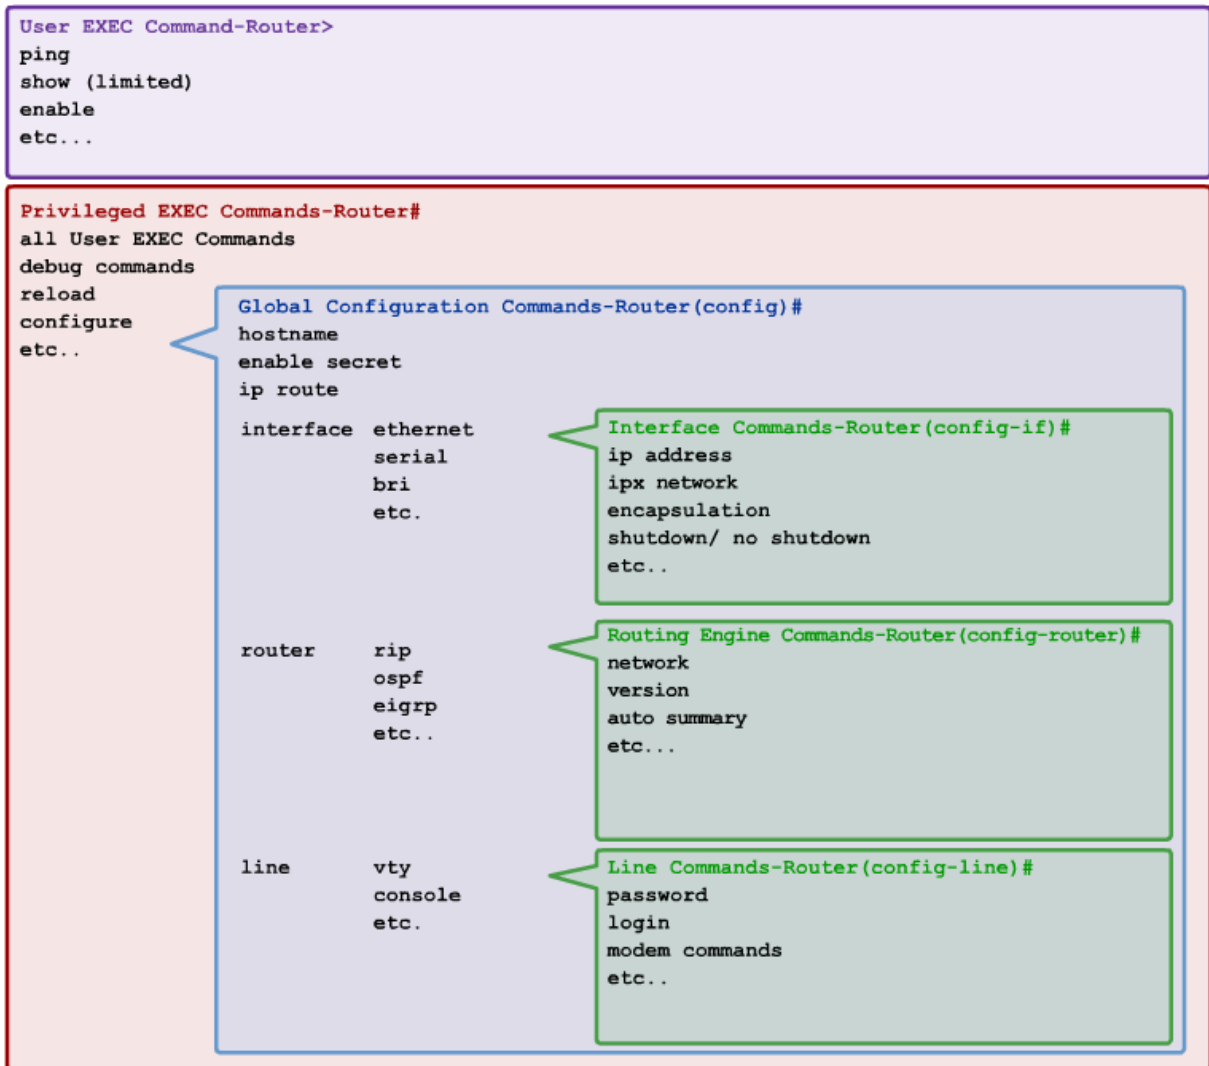 User EXEC Command-Router>
ping
show (limited)
enable
etc...
Privileged EXEC Commands-Router#
all User EXEC Commands
debug commands
reload
configure
etc..
Global Configuration Commands-Router(config)#
hostname
enable secret
ip route
interface ethernet
serial
bri
etc.
Interface Commands-Router(config-if)#
ip address
ipx network
encapsulation
shutdown/ no shutdown
etc..
router rip
ospf
eigrp
etc..
Routing Engine Commands-Router(config-router)#
network
version
auto summary
etc...
line vty
console
etc.
Line Commands-Router(config-line)#
password
login
modem commands
etc..